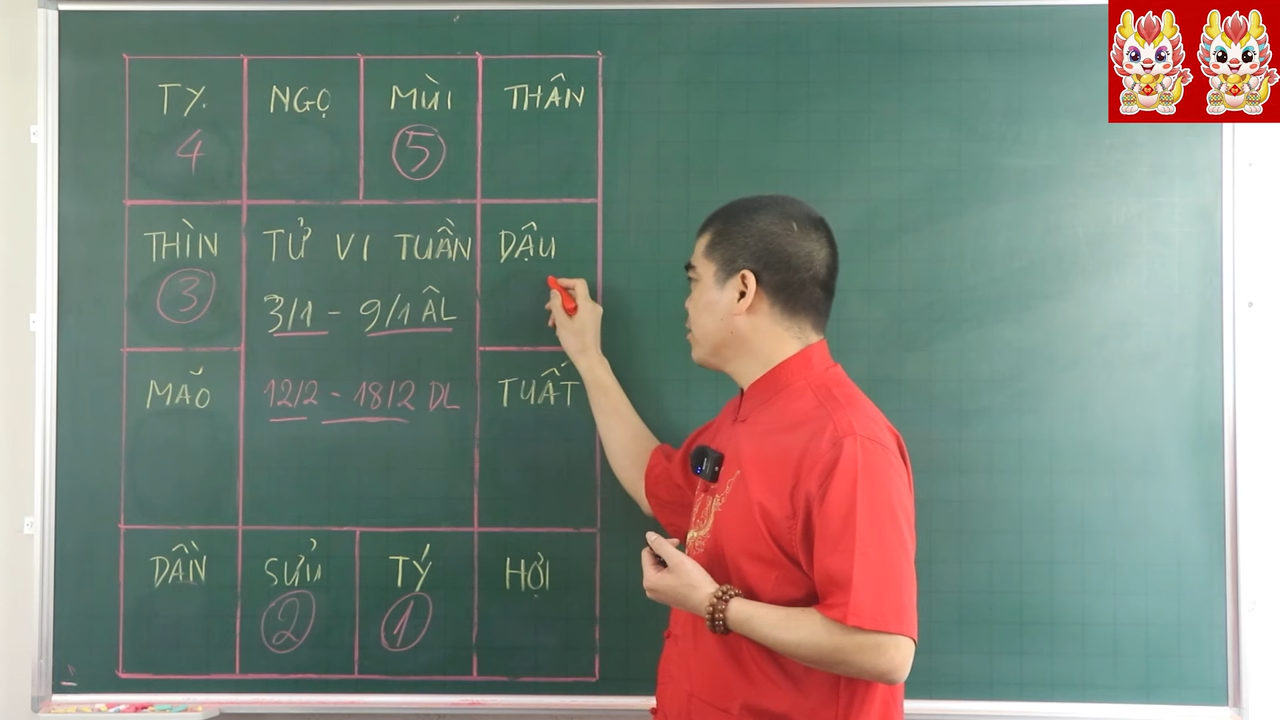 TỴ.
4
NGỌ
MÙI
5
THÂN
THÌN
3
TỬ VI TUẦN
3/1 - 9/1 ÂL
12/2 - 18/2 DL
DẬU
MÃO
TUẤT
DẦN
SỬU
2
TÝ
1
HỢI